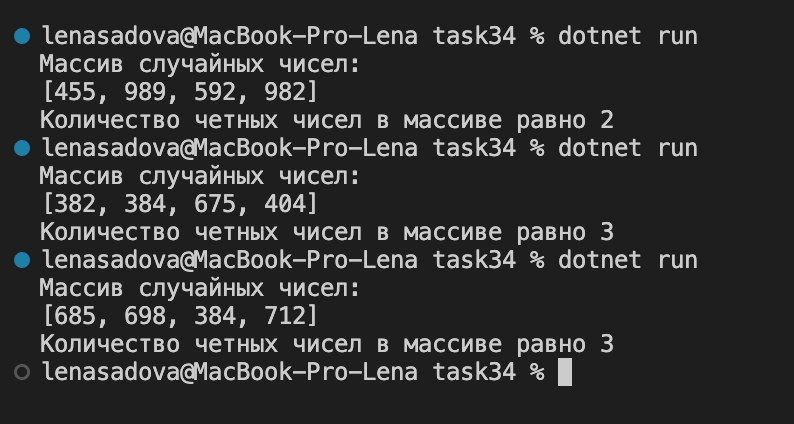 lenasadova@MacBook-Pro-Lena task34 % dotnet run
Массив случайных чисел:
[455, 989, 592, 982]
Количество четных чисел в массиве равно 2
lenasadova@MacBook-Pro-Lena task34 % dotnet run
Массив случайных чисел:
[382, 384, 675, 404]
Количество четных чисел в массиве равно 3
lenasadova@MacBook-Pro-Lena task34 % dotnet run
Массив случайных чисел:
[685, 698, 384, 712]
Количество четных чисел в массиве равно 3
lenasadova@MacBook-Pro-Lena task34 %